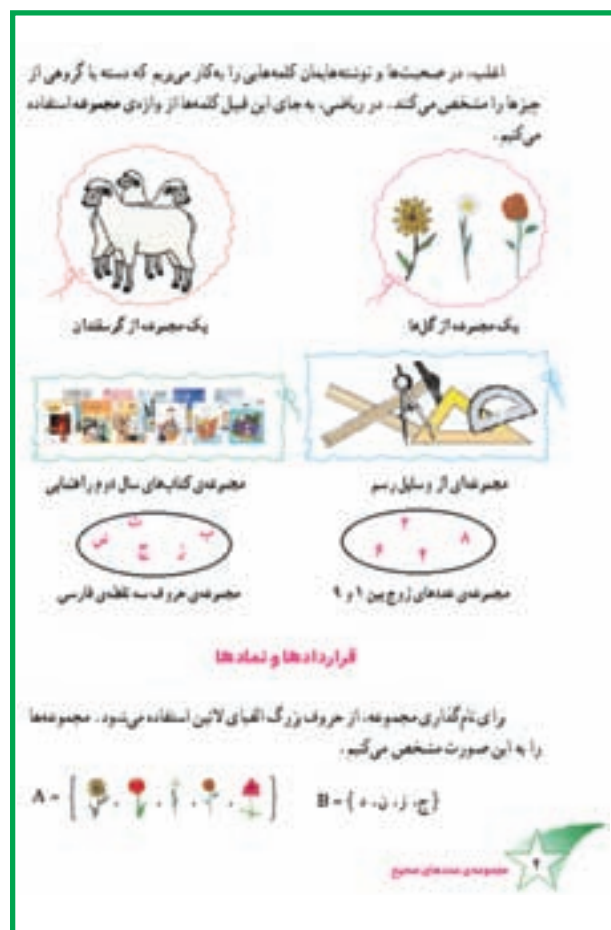 اغلب، در صحبت‌ها و نوشته‌هایمان کلمه‌هایی را به‌کار می‌بریم که دسته یا گروهی از
چیزها را مشخص می‌کند. در ریاضی، به‌جای این قبیل کلمه‌ها از واژه‌ی مجموعه استفاده
می‌کنیم.
یک مجموعه از گل‌ها
یک مجموعه از گوسفندان
مجموعه‌ای از وسایل رسم
مجموعه‌ی کتاب‌های سال دوم راهنمایی
۲ ۸ ۶ ۴
مجموعه‌ی عددهای زوج بین ۱ و ۹
مجموعه‌ی حروف سه نقطه‌ی فارسی
قراردادها و نمادها
برای نام‌گذاری مجموعه، از حروف بزرگ الفبای لاتین استفاده می‌شود. مجموعه‌ها
را به این صورت مشخص می‌کنیم.
A = { , , , , }
B =
مجموعه‌ی عددهای صحیح